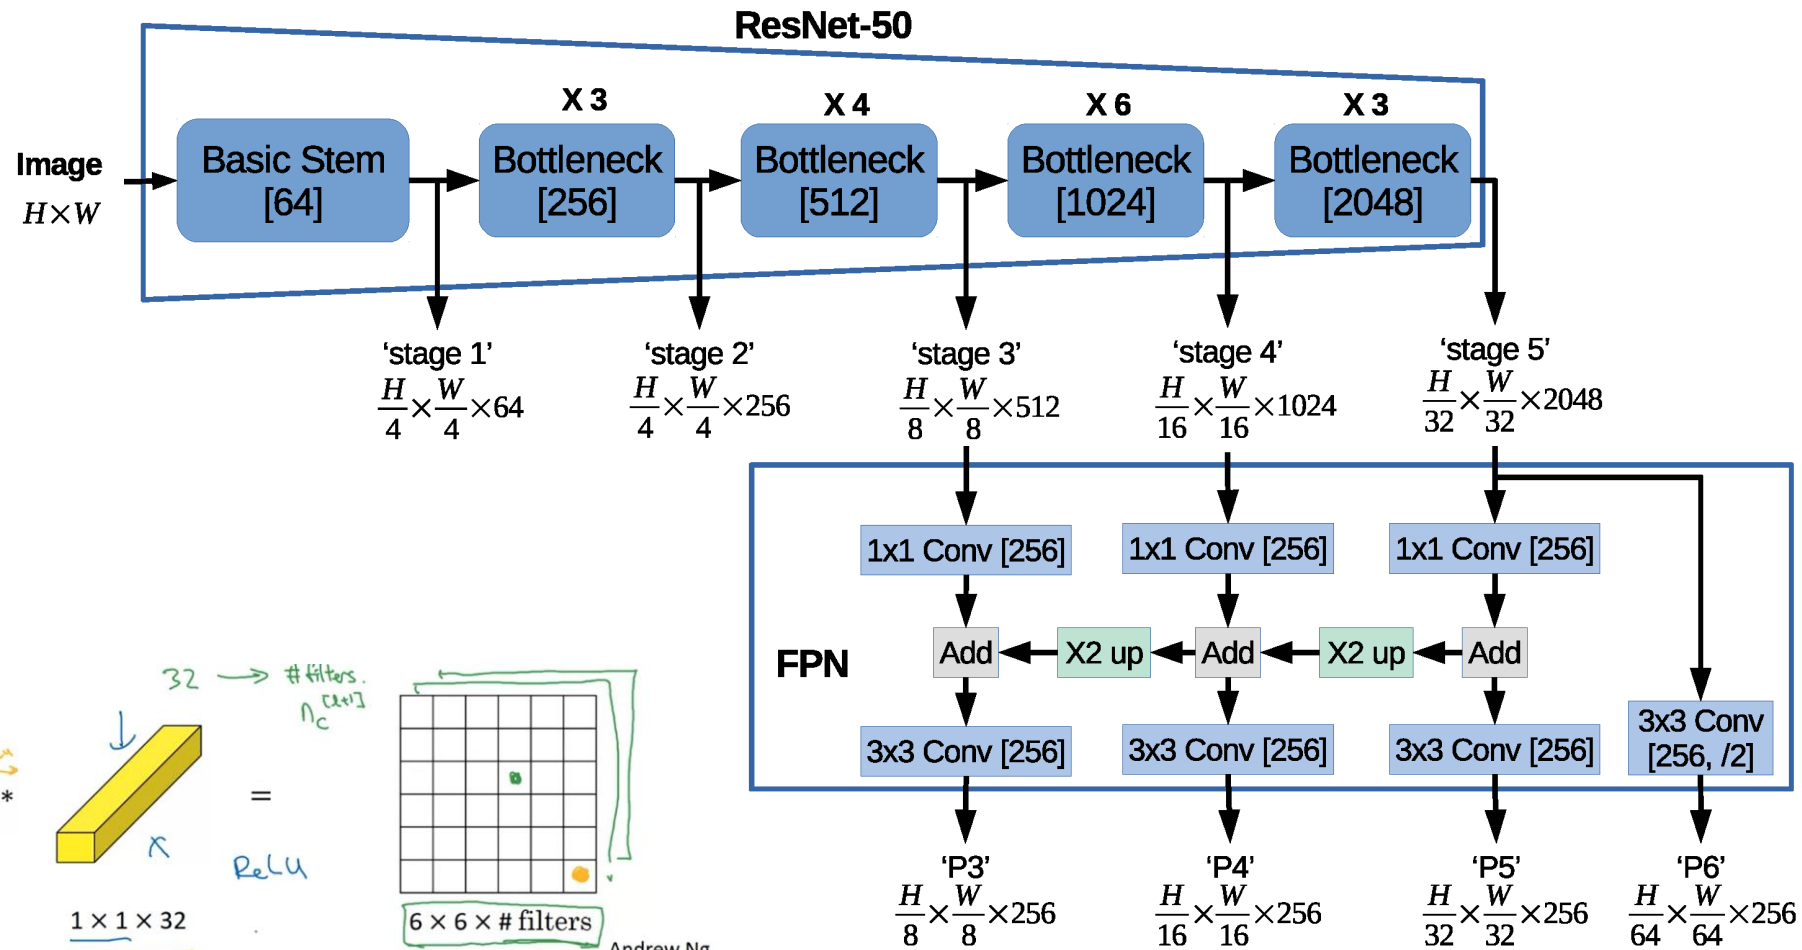 ResNet-50
X 3
X 4
X 6
X 3
Image
H×W
Basic Stem
[64]
Bottleneck
[256]
Bottleneck
[512]
Bottleneck
[1024]
Bottleneck
[2048]
‘stage 1’
H/4 × W/4 ×64
‘stage 2’
H/4 × W/4 ×256
‘stage 3’
H/8 × W/8 ×512
‘stage 4’
H/16 × W/16 ×1024
‘stage 5’
H/32 × W/32 ×2048
FPN
1x1 Conv [256]
1x1 Conv [256]
1x1 Conv [256]
Add
X2 up
Add
X2 up
Add
3x3 Conv [256]
3x3 Conv [256]
3x3 Conv [256]
3x3 Conv
[256, /2]
‘P3’
H/8 × W/8 ×256
‘P4’
H/16 × W/16 ×256
‘P5’
H/32 × W/32 ×256
‘P6’
H/64 × W/64 ×256
32 → # filters.
n_c^[l+1]
*
=
ReLU
1 × 1 × 32
6 × 6 × # filters
Andrew Ng